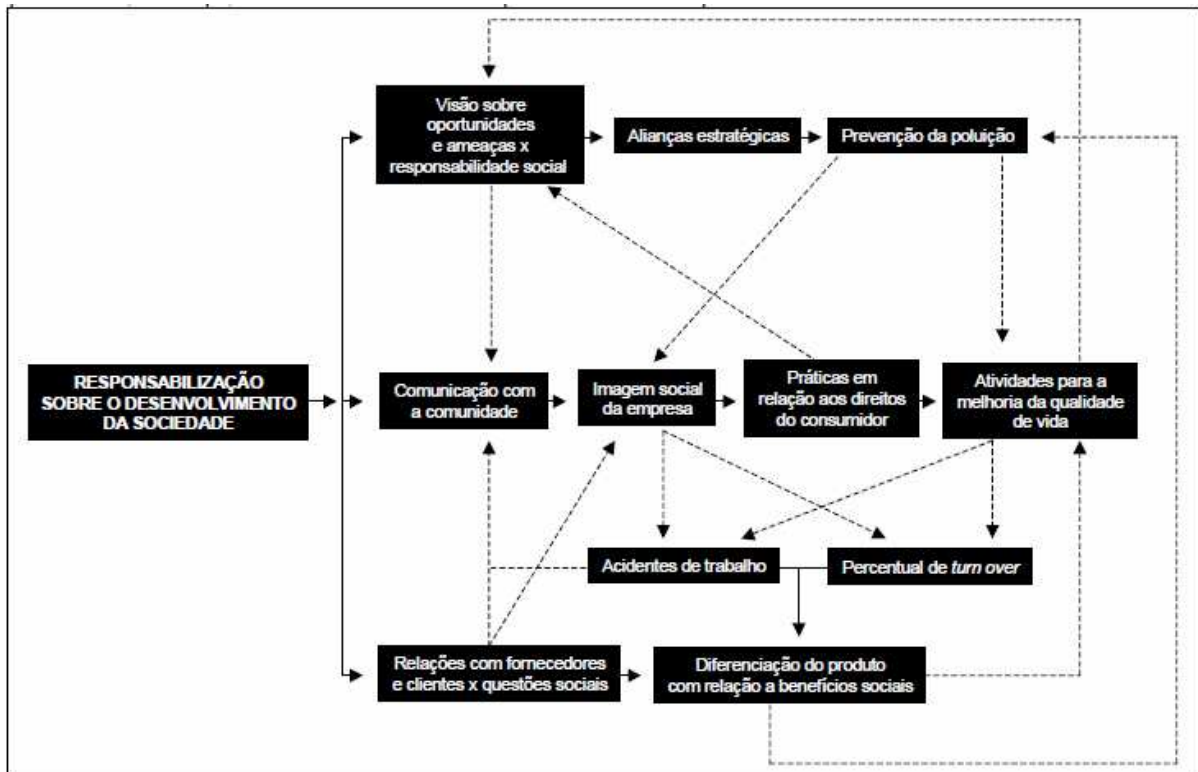 Visão sobre
oportunidades
e ameaças x
responsabilidade social
Alianças estratégicas
Prevenção da poluição
RESPONSABILIZAÇÃO
SOBRE O DESENVOLVIMENTO
DA SOCIEDADE
Comunicação com
a comunidade
Imagem social
da empresa
Práticas em
relação aos direitos
do consumidor
Atividades para a
melhoria da qualidade
de vida
Acidentes de trabalho
Percentual de turn over
Relações com fornecedores
e clientes x questões sociais
Diferenciação do produto
com relação a benefícios sociais